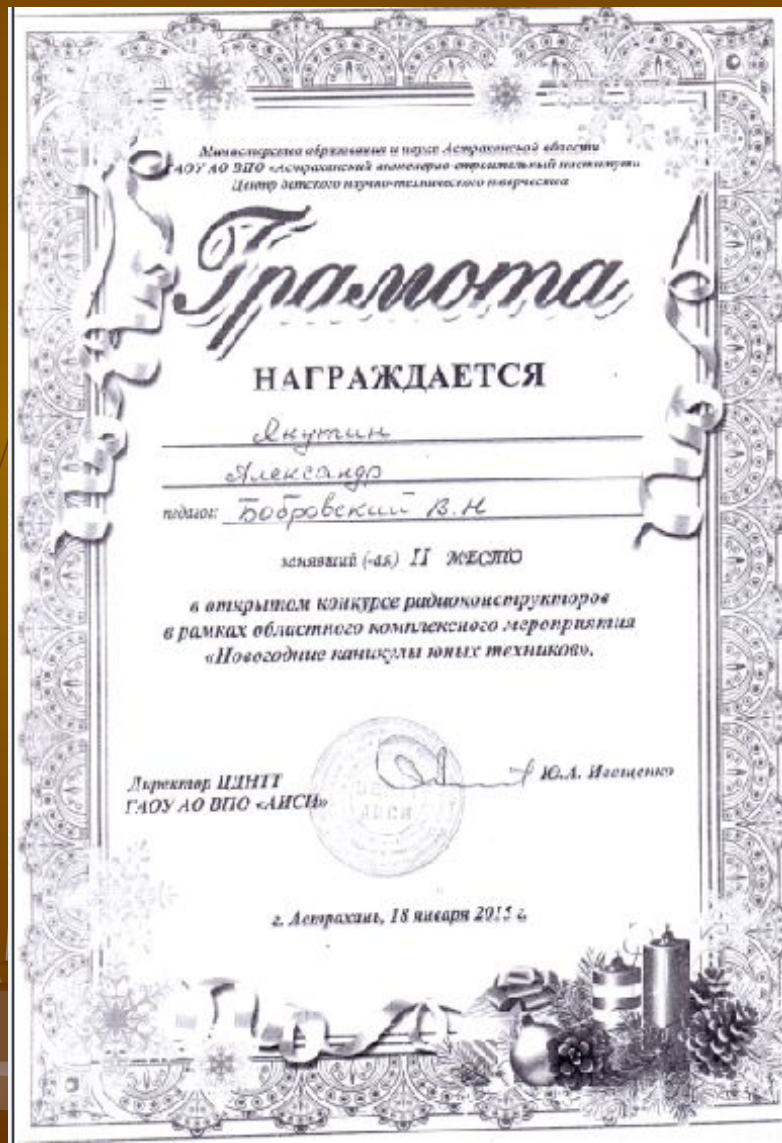 Министерство образования и науки Астраханской области
ГАОУ АО ВПО «Астраханский инженерно-строительный институт»
Центр детского научно-технического творчества
Грамота
НАГРАЖДАЕТСЯ
Якутин
Александр
педагог: Бобровский В.Н
занявший (-ая) II МЕСТО
в открытом конкурсе радиоконструкторов
в рамках областного комплексного мероприятия
«Новогодние каникулы юных техников».
Директор ЦДНТТ
ГАОУ АО ВПО «АИСИ»
Ю.А.
АИСИ
г. Астрахань, 18 января 2015 г.